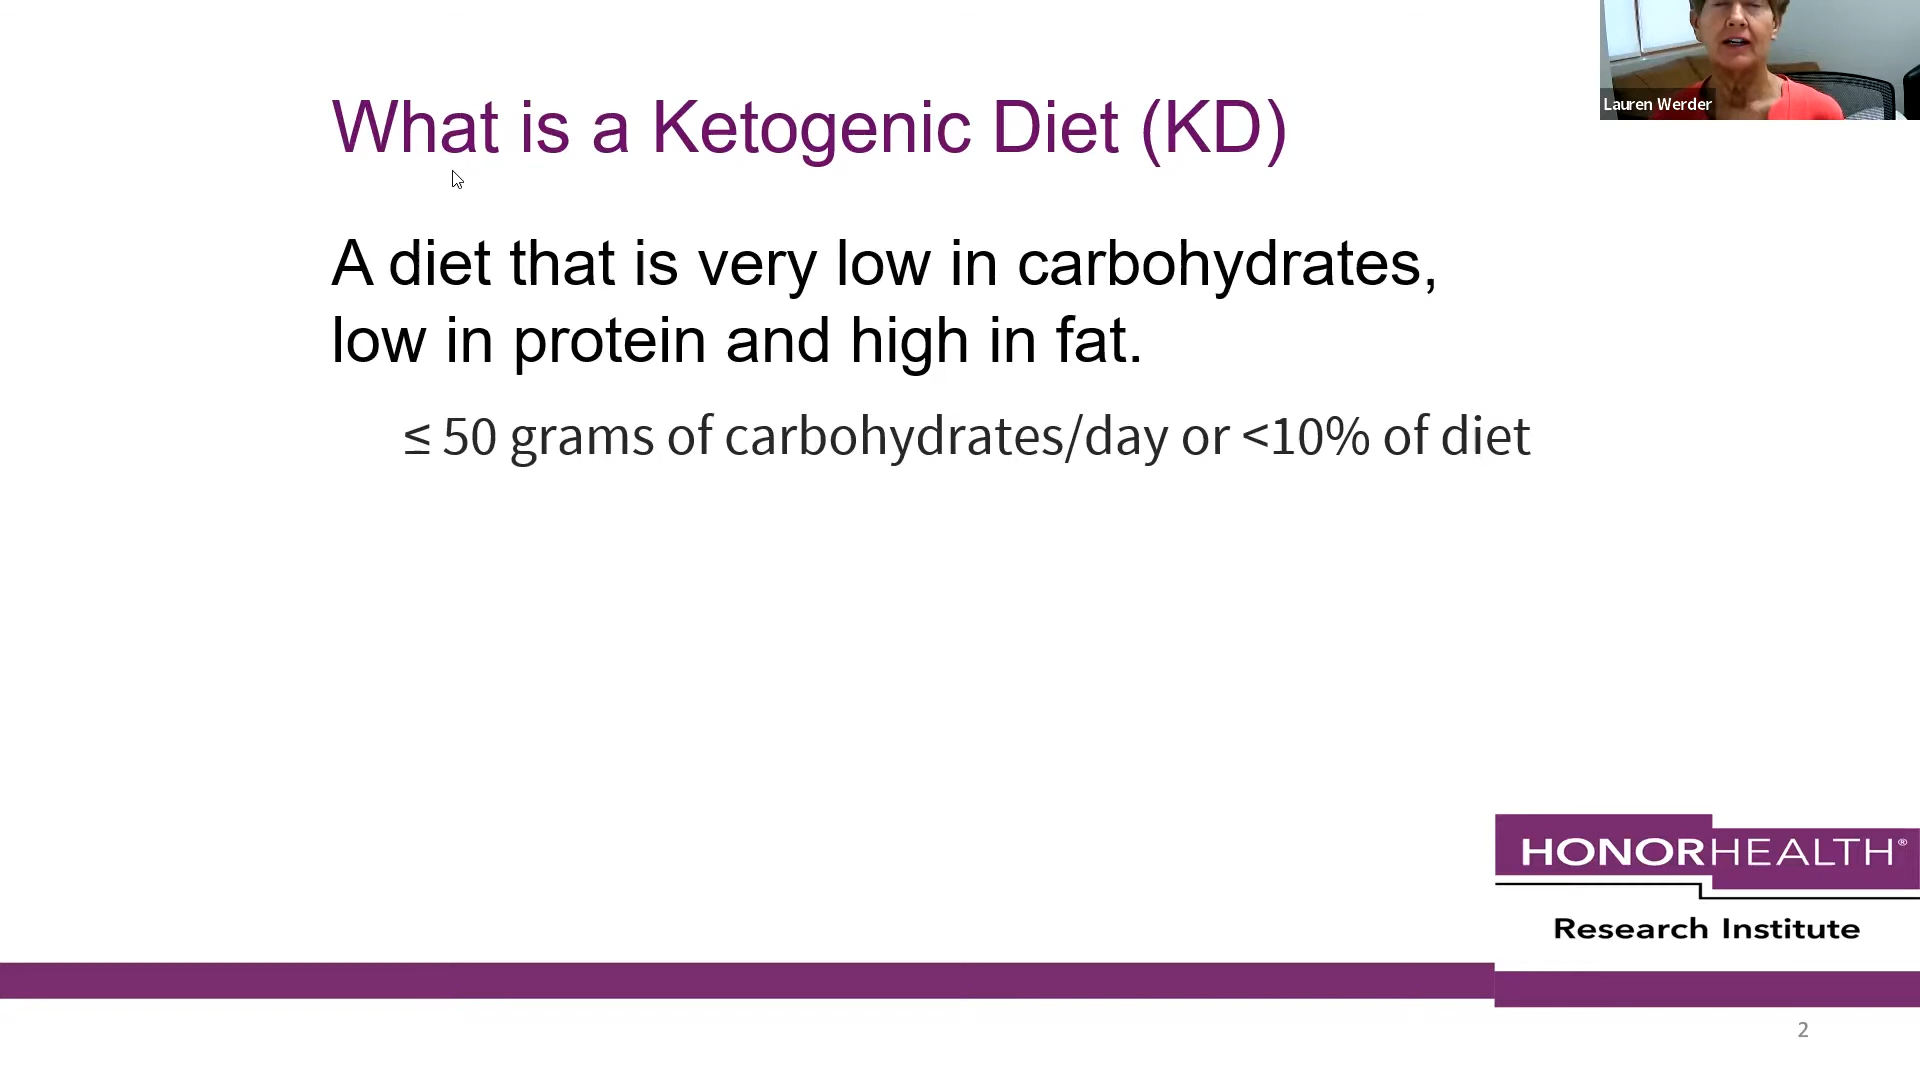 Lauren Werder
What is a Ketogenic Diet (KD)
A diet that is very low in carbohydrates,
low in protein and high in fat.
≤ 50 grams of carbohydrates/day or <10% of diet
HONORHEALTH®
Research Institute
2